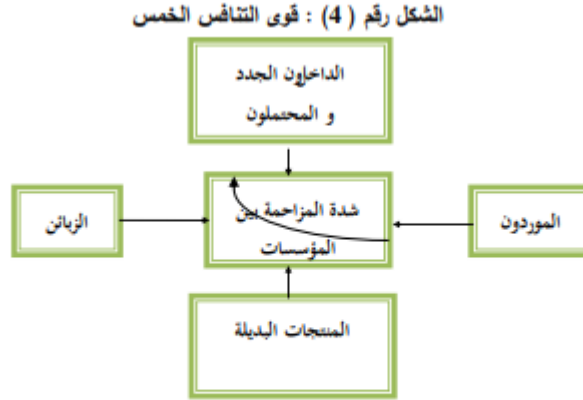 الشكل رقم ( 4) : قوى التنافس الخمس
الداخلون الجدد
و المحتملون
الموردون
شدة المزاحمة بين
المؤسسات
الزبائن
المنتجات البديلة